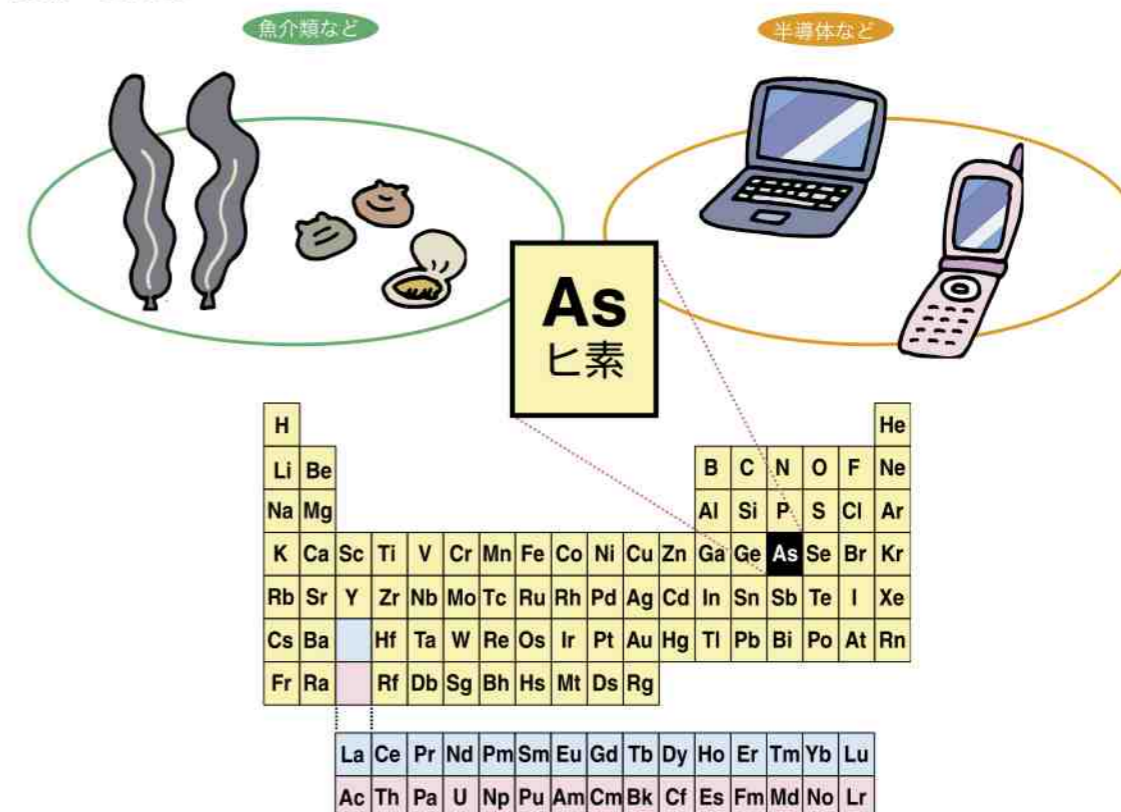 魚介類など
半導体など
As
ヒ素
H He
Li Be B C N O F Ne
Na Mg Al Si P S Cl Ar
K Ca Sc Ti V Cr Mn Fe Co Ni Cu Zn Ga Ge As Se Br Kr
Rb Sr Y Zr Nb Mo Tc Ru Rh Pd Ag Cd In Sn Sb Te I Xe
Cs Ba Hf Ta W Re Os Ir Pt Au Hg Tl Pb Bi Po At Rn
Fr Ra Rf Db Sg Bh Hs Mt Ds Rg
La Ce Pr Nd Pm Sm Eu Gd Tb Dy Ho Er Tm Yb Lu
Ac Th Pa U Np Pu Am Cm Bk Cf Es Fm Md No Lr